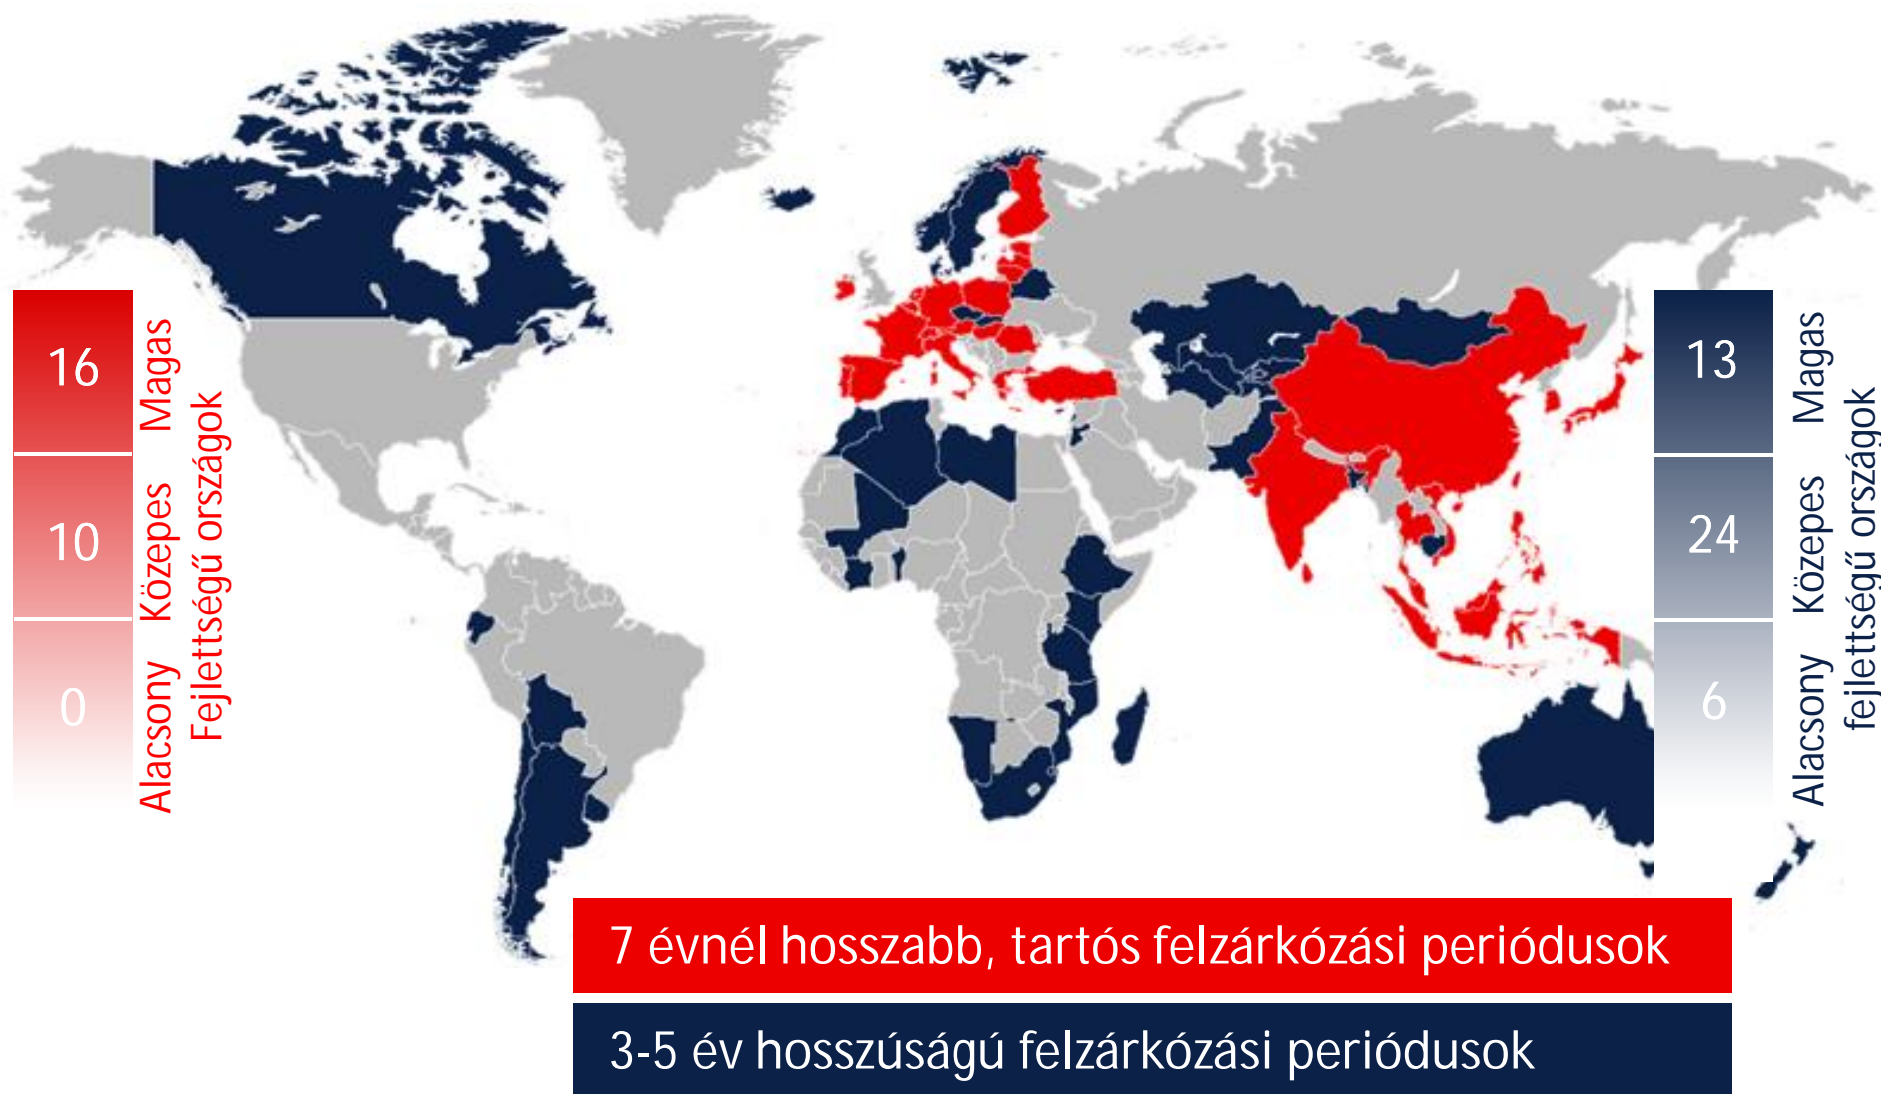 16
10
0
Magas
Közepes
Alacsony
Fejlettségű országok
13
24
6
Magas
Közepes
Alacsony
fejlettségű országok
7 évnél hosszabb, tartós felzárkózási periódusok
3-5 év hosszúságú felzárkózási periódusok